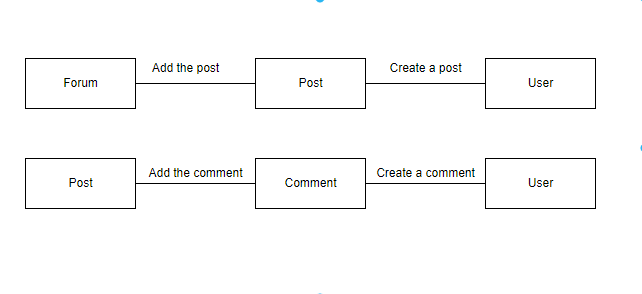 Add the post
Create a post
Forum
Post
User
Add the comment
Create a comment
Post
Comment
User